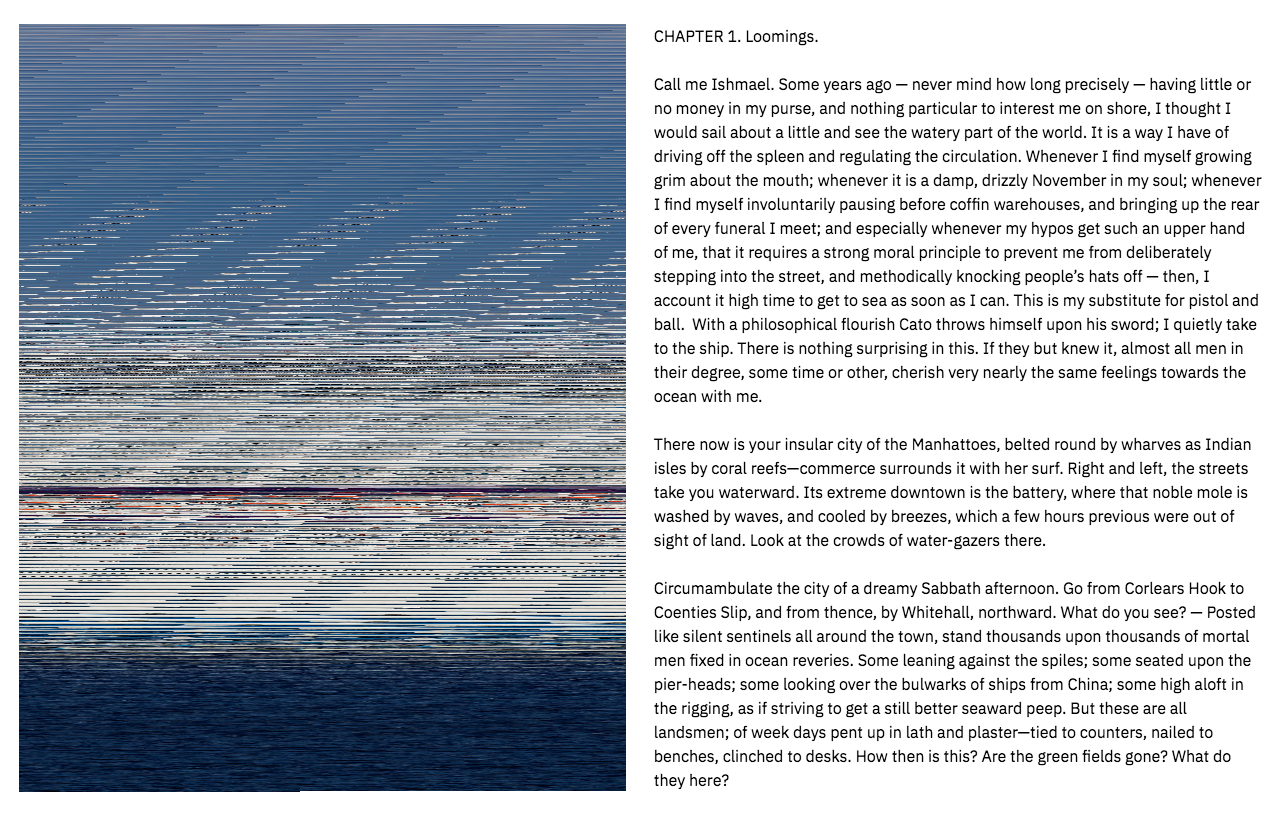 CHAPTER 1. Loomings.
Call me Ishmael. Some years ago — never mind how long precisely — having little or
no money in my purse, and nothing particular to interest me on shore, I thought I
would sail about a little and see the watery part of the world. It is a way I have of
driving off the spleen and regulating the circulation. Whenever I find myself growing
grim about the mouth; whenever it is a damp, drizzly November in my soul; whenever
I find myself involuntarily pausing before coffin warehouses, and bringing up the rear
of every funeral I meet; and especially whenever my hypos get such an upper hand
of me, that it requires a strong moral principle to prevent me from deliberately
stepping into the street, and methodically knocking people’s hats off — then, I
account it high time to get to sea as soon as I can. This is my substitute for pistol and
ball.  With a philosophical flourish Cato throws himself upon his sword; I quietly take
to the ship. There is nothing surprising in this. If they but knew it, almost all men in
their degree, some time or other, cherish very nearly the same feelings towards the
ocean with me.
There now is your insular city of the Manhattoes, belted round by wharves as Indian
isles by coral reefs—commerce surrounds it with her surf. Right and left, the streets
take you waterward. Its extreme downtown is the battery, where that noble mole is
washed by waves, and cooled by breezes, which a few hours previous were out of
sight of land. Look at the crowds of water-gazers there.
Circumambulate the city of a dreamy Sabbath afternoon. Go from Corlears Hook to
Coenties Slip, and from thence, by Whitehall, northward. What do you see? — Posted
like silent sentinels all around the town, stand thousands upon thousands of mortal
men fixed in ocean reveries. Some leaning against the spiles; some seated upon the
pier-heads; some looking over the bulwarks of ships from China; some high aloft in
the rigging, as if striving to get a still better seaward peep. But these are all
landsmen; of week days pent up in lath and plaster—tied to counters, nailed to
benches, clinched to desks. How then is this? Are the green fields gone? What do
they here?